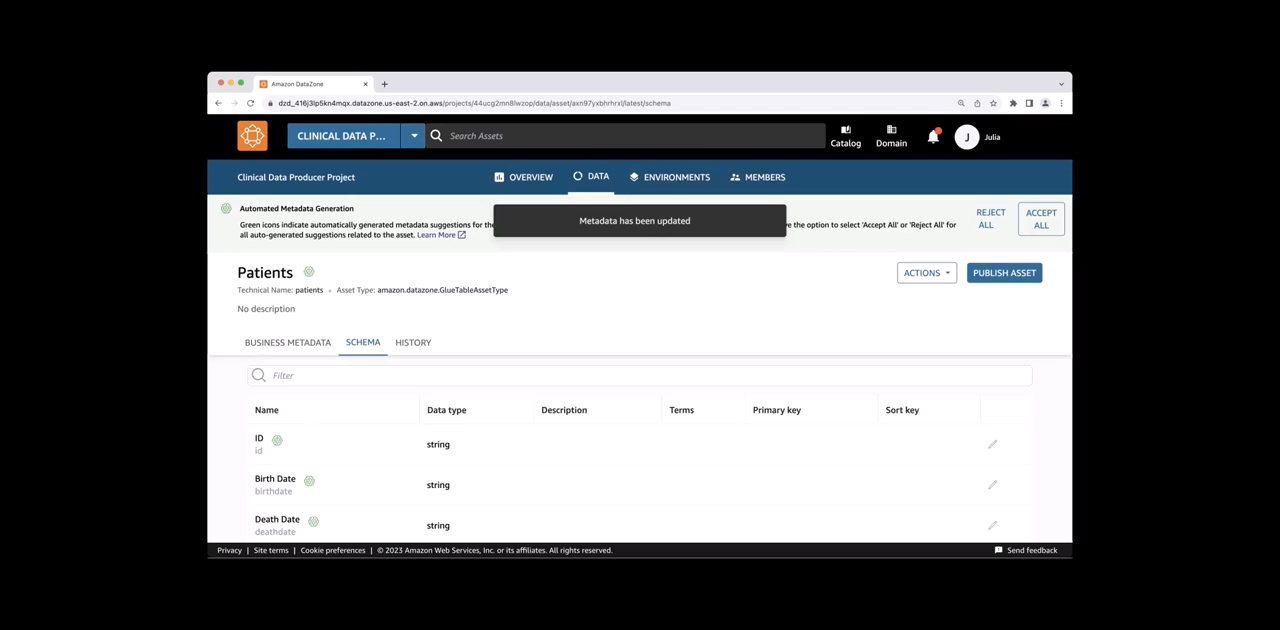 Amazon DataZone
dzd_416j3lp5kn4mqx.datazone.us-east-2.on.aws/projects/44ucg2mn8lwzop/data/asset/axn97yxbhrhrxl/latest/schema
CLINICAL DATA P...
Search Assets
Catalog
Domain
J
Julia
Clinical Data Producer Project
OVERVIEW
DATA
ENVIRONMENTS
MEMBERS
Automated Metadata Generation
Green icons indicate automatically generated metadata suggestions for the
ve the option to select 'Accept All' or 'Reject All' for
all auto-generated suggestions related to the asset. Learn More
Metadata has been updated
REJECT
ALL
ACCEPT
ALL
Patients
ACTIONS
PUBLISH ASSET
Technical Name: patients • Asset Type: amazon.datazone.GlueTableAssetType
No description
BUSINESS METADATA
SCHEMA
HISTORY
Filter
Name Data type Description Terms Primary key Sort key
ID
id
string
Birth Date
birthdate
string
Death Date
deathdate
string
Privacy | Site terms | Cookie preferences | © 2023 Amazon Web Services, Inc. or its affiliates. All rights reserved.
Send feedback